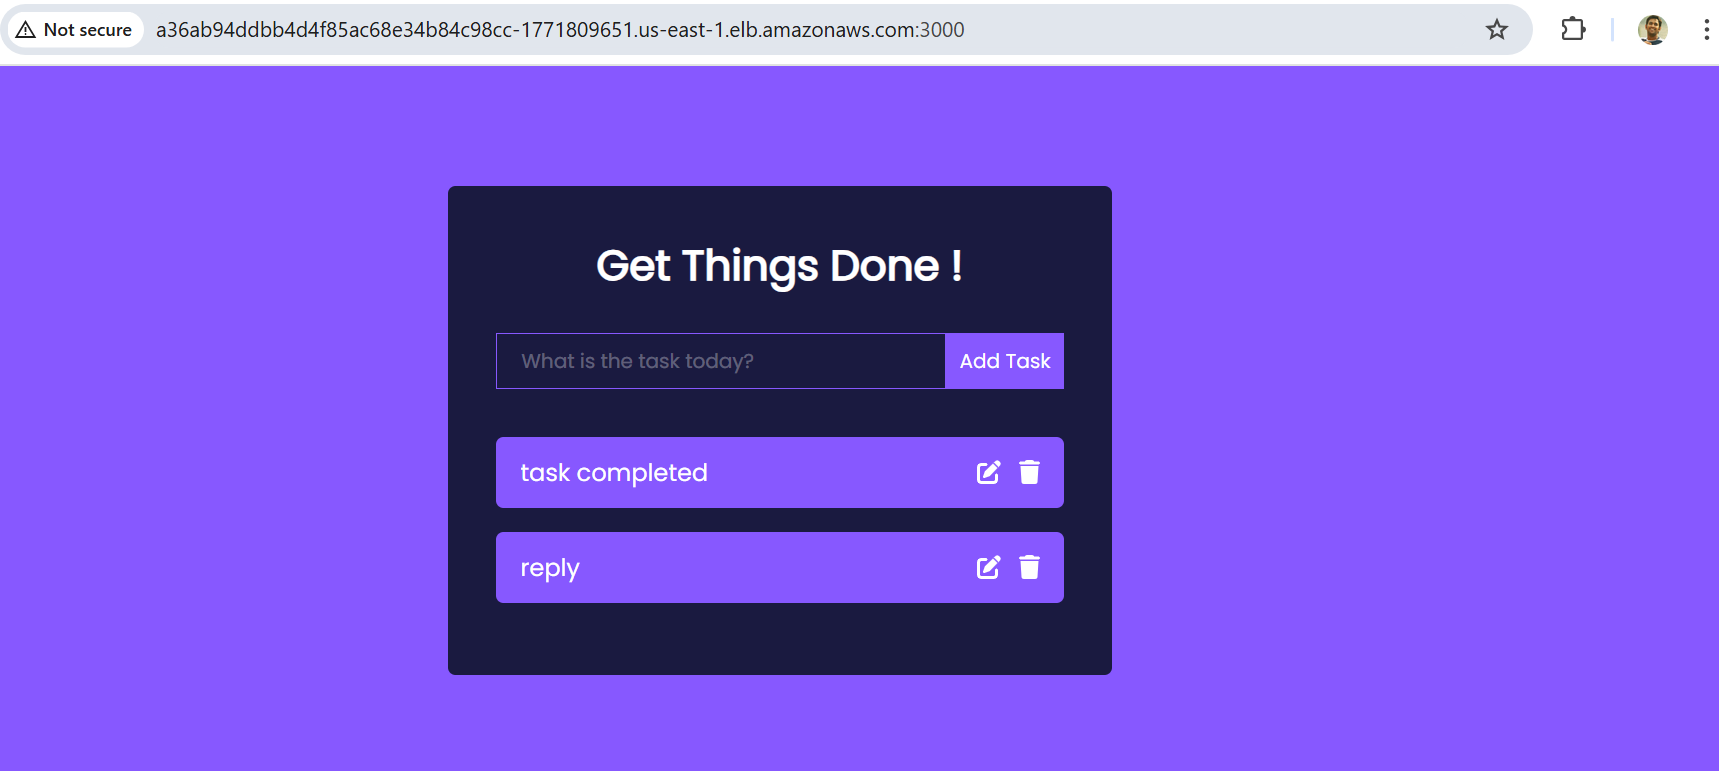 Not secure a36ab94ddbb4d4f85ac68e34b84c98cc-1771809651.us-east-1.elb.amazonaws.com:3000
Get Things Done !
What is the task today? Add Task
task completed
reply